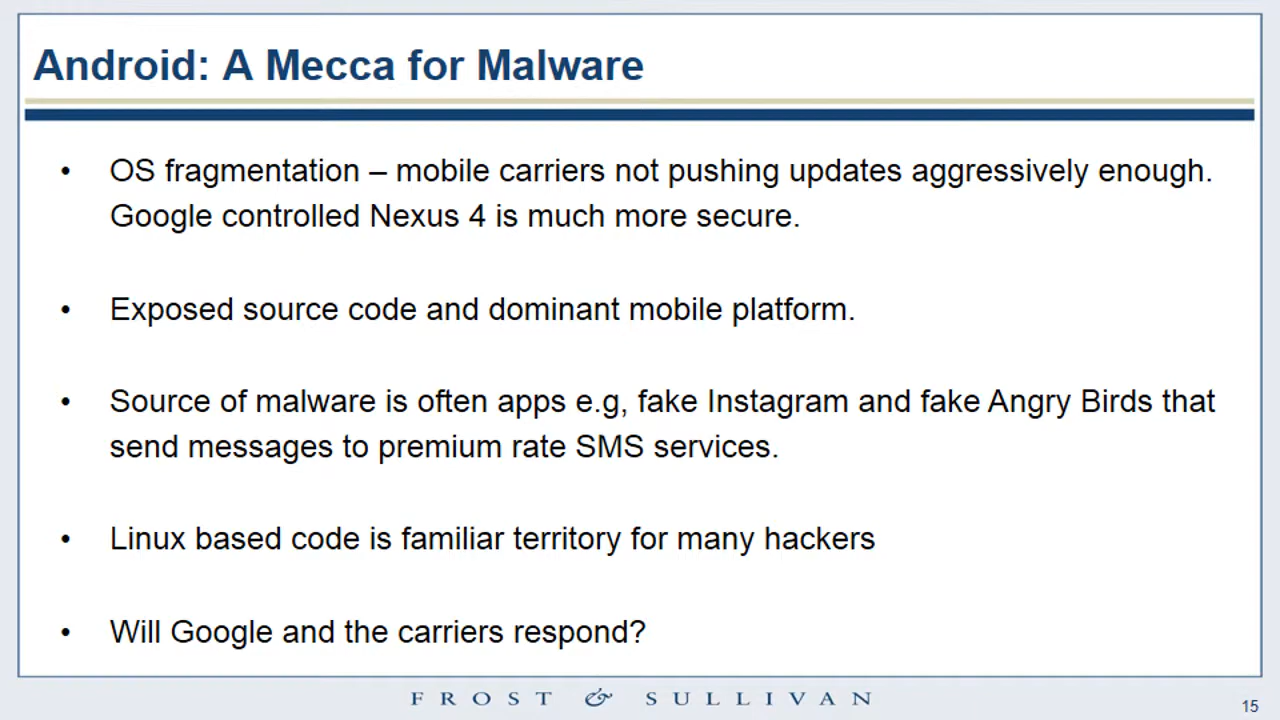 Android: A Mecca for Malware
• OS fragmentation – mobile carriers not pushing updates aggressively enough.
Google controlled Nexus 4 is much more secure.
• Exposed source code and dominant mobile platform.
• Source of malware is often apps e.g, fake Instagram and fake Angry Birds that
send messages to premium rate SMS services.
• Linux based code is familiar territory for many hackers
• Will Google and the carriers respond?
FROST & SULLIVAN
15